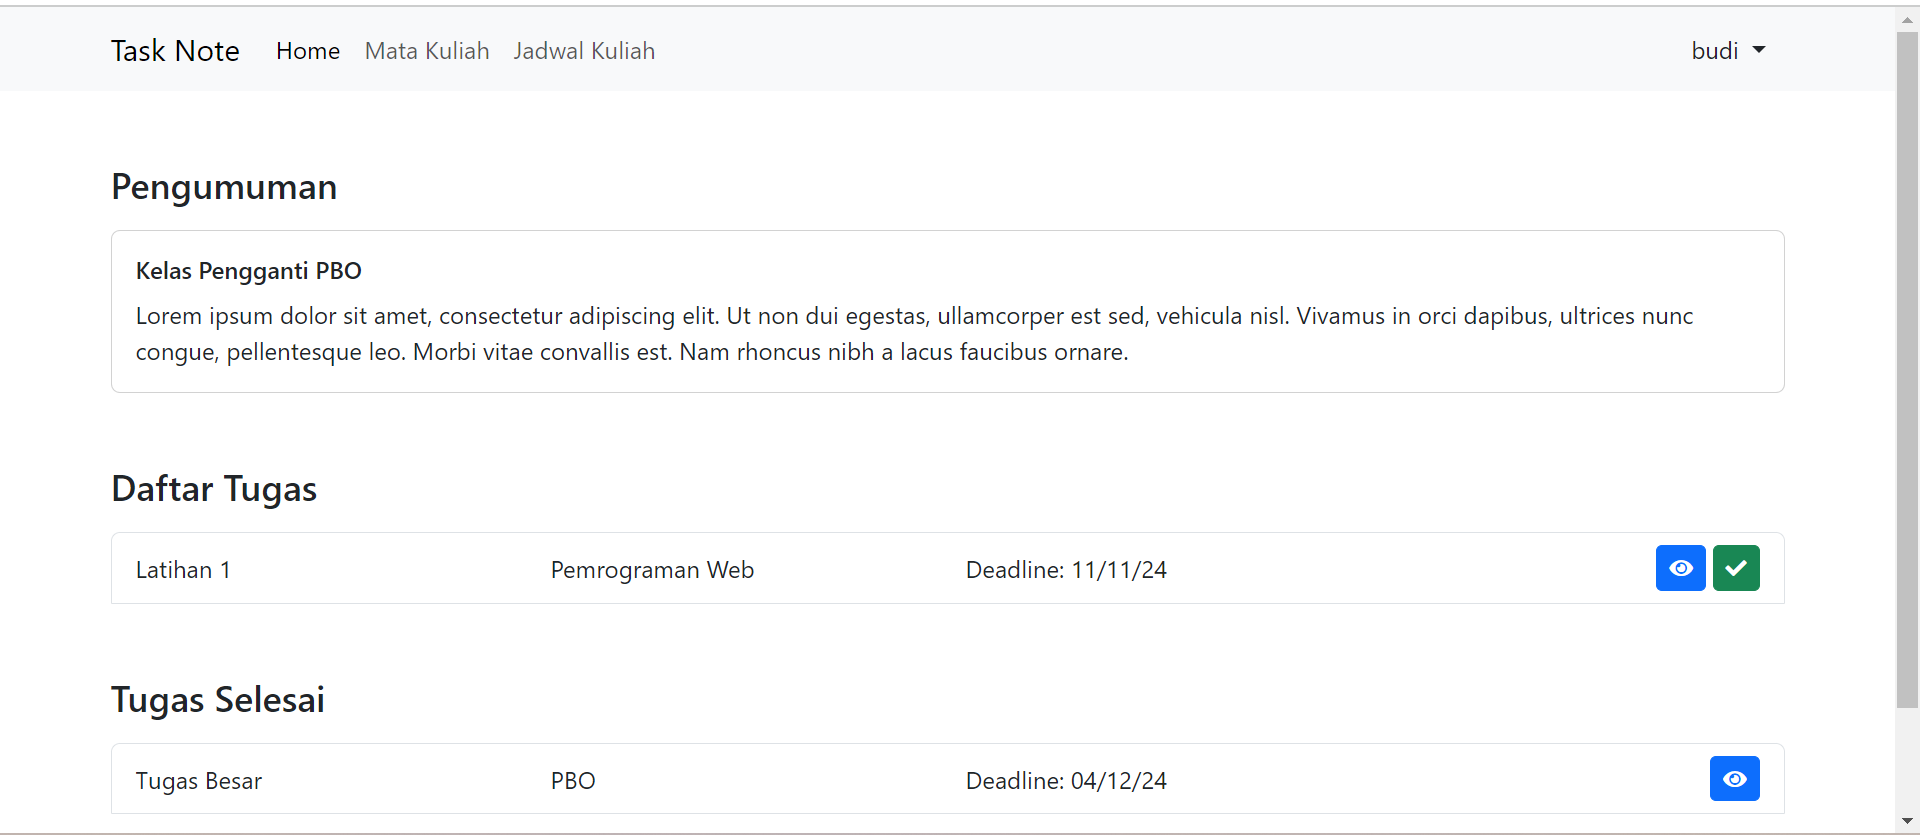 Task Note Home Mata Kuliah Jadwal Kuliah budi
Pengumuman
Kelas Pengganti PBO
Lorem ipsum dolor sit amet, consectetur adipiscing elit. Ut non dui egestas, ullamcorper est sed, vehicula nisl. Vivamus in orci dapibus, ultrices nunc
congue, pellentesque leo. Morbi vitae convallis est. Nam rhoncus nibh a lacus faucibus ornare.
Daftar Tugas
Latihan 1 Pemrograman Web Deadline: 11/11/24
Tugas Selesai
Tugas Besar PBO Deadline: 04/12/24